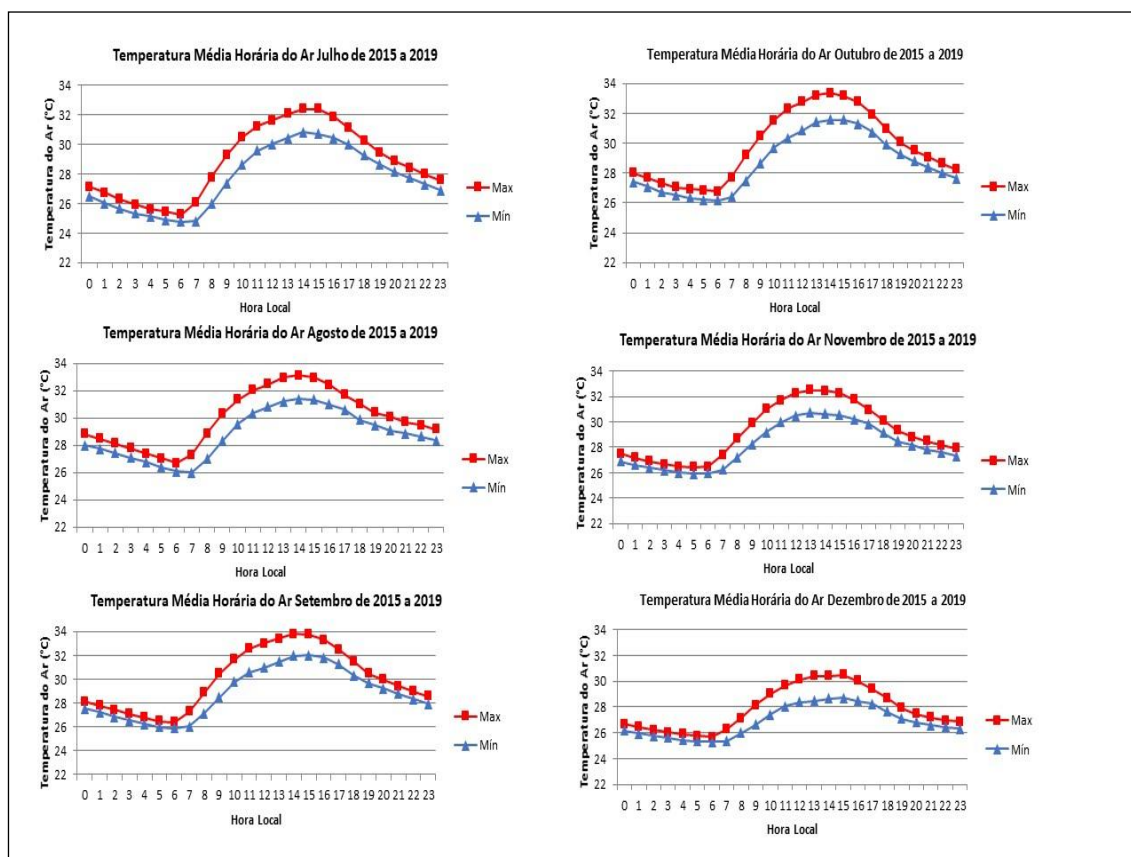 Temperatura Média Horária do Ar Julho de 2015 a 2019
Temperatura do Ar (°C)
34
32
30
28
26
24
22
0 1 2 3 4 5 6 7 8 9 10 11 12 13 14 15 16 17 18 19 20 21 22 23
Hora Local
Max
Mín
Temperatura Média Horária do Ar Outubro de 2015 a 2019
Temperatura do Ar (°C)
34
32
30
28
26
24
22
0 1 2 3 4 5 6 7 8 9 10 11 12 13 14 15 16 17 18 19 20 21 22 23
Hora Local
Max
Mín
Temperatura Média Horária do Ar Agosto de 2015 a 2019
Temperatura do Ar (°C)
34
32
30
28
26
24
22
0 1 2 3 4 5 6 7 8 9 10 11 12 13 14 15 16 17 18 19 20 21 22 23
Hora Local
Max
Mín
Temperatura Média Horária do Ar Novembro de 2015 a 2019
Temperatura do Ar (°C)
34
32
30
28
26
24
22
0 1 2 3 4 5 6 7 8 9 10 11 12 13 14 15 16 17 18 19 20 21 22 23
Hora Local
Max
Mín
Temperatura Média Horária do Ar Setembro de 2015 a 2019
Temperatura do Ar (°C)
34
32
30
28
26
24
22
0 1 2 3 4 5 6 7 8 9 10 11 12 13 14 15 16 17 18 19 20 21 22 23
Hora Local
Max
Mín
Temperatura Média Horária do Ar Dezembro de 2015 a 2019
Temperatura do Ar (°C)
34
32
30
28
26
24
22
0 1 2 3 4 5 6 7 8 9 10 11 12 13 14 15 16 17 18 19 20 21 22 23
Hora Local
Max
Mín